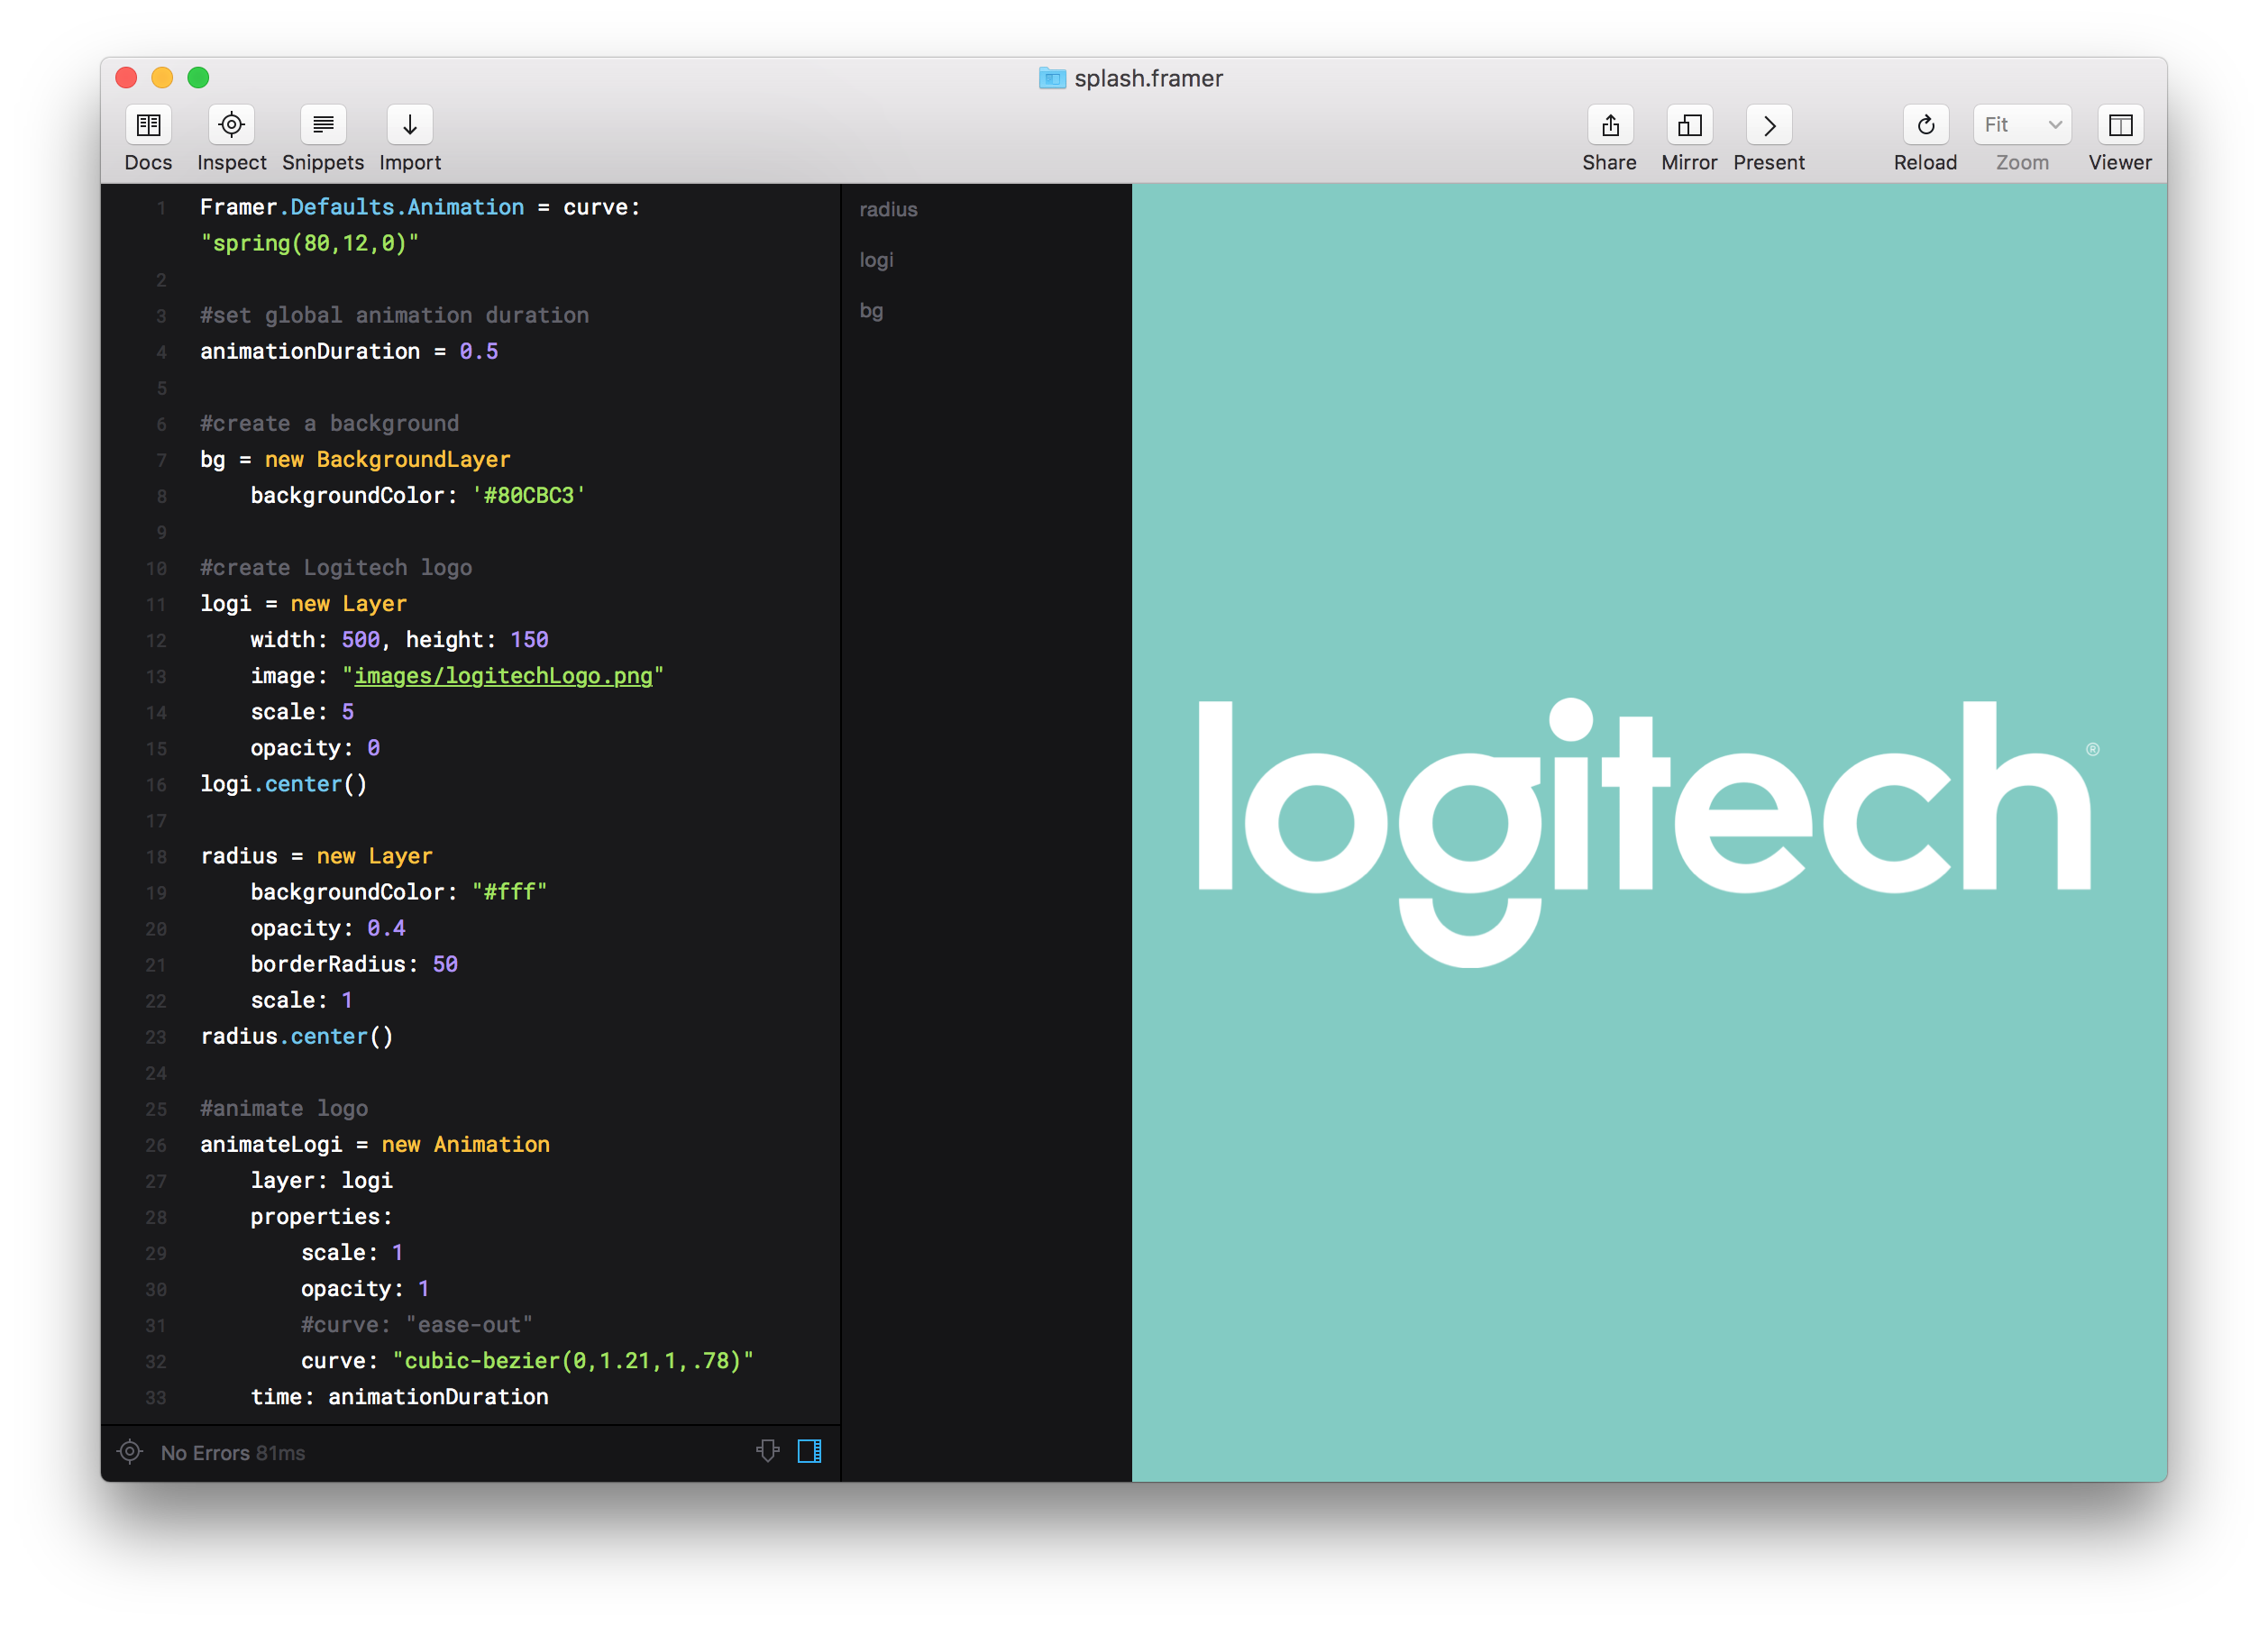 splash.framer
Docs Inspect Snippets Import Share Mirror Present Reload Fit Zoom Viewer
1 Framer.Defaults.Animation = curve:
"spring(80,12,0)"
2
3 #set global animation duration
4 animationDuration = 0.5
5
6 #create a background
7 bg = new BackgroundLayer
8 backgroundColor: '#80CBC3'
9
10 #create Logitech logo
11 logi = new Layer
12 width: 500, height: 150
13 image: "images/logitechLogo.png"
14 scale: 5
15 opacity: 0
16 logi.center()
17
18 radius = new Layer
19 backgroundColor: "#fff"
20 opacity: 0.4
21 borderRadius: 50
22 scale: 1
23 radius.center()
24
25 #animate logo
26 animateLogi = new Animation
27 layer: logi
28 properties:
29 scale: 1
30 opacity: 1
31 #curve: "ease-out"
32 curve: "cubic-bezier(0,1.21,1,.78)"
33 time: animationDuration
No Errors 81ms
radius
logi
bg
logitech®